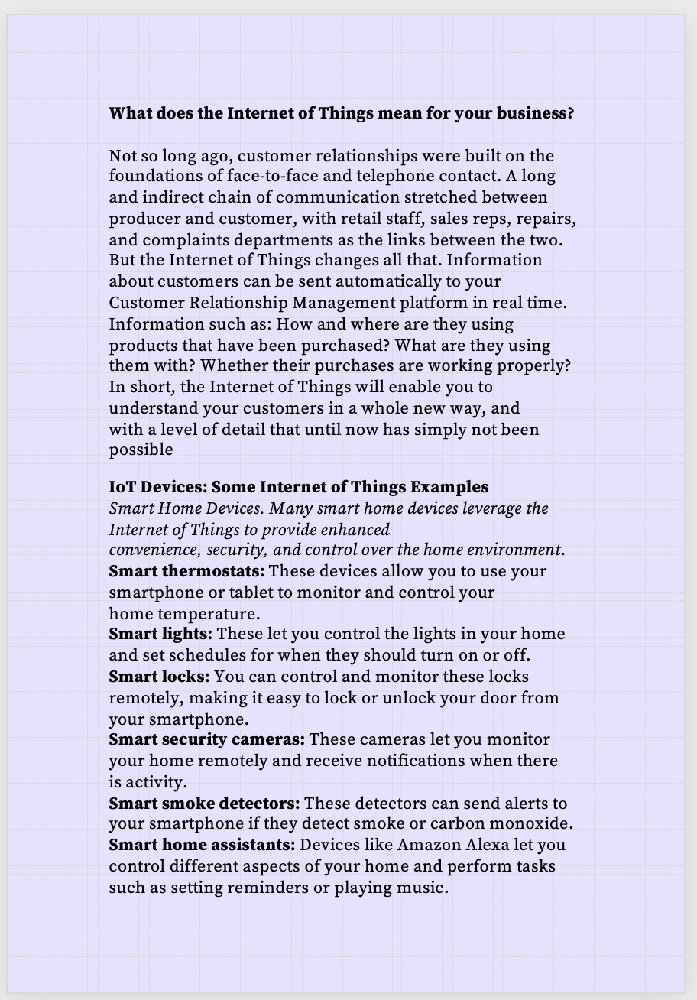 What does the Internet of Things mean for your business?
Not so long ago, customer relationships were built on the
foundations of face-to-face and telephone contact. A long
and indirect chain of communication stretched between
producer and customer, with retail staff, sales reps, repairs,
and complaints departments as the links between the two.
But the Internet of Things changes all that. Information
about customers can be sent automatically to your
Customer Relationship Management platform in real time.
Information such as: How and where are they using
products that have been purchased? What are they using
them with? Whether their purchases are working properly?
In short, the Internet of Things will enable you to
understand your customers in a whole new way, and
with a level of detail that until now has simply not been
possible
IoT Devices: Some Internet of Things Examples
Smart Home Devices. Many smart home devices leverage the
Internet of Things to provide enhanced
convenience, security, and control over the home environment.
Smart thermostats: These devices allow you to use your
smartphone or tablet to monitor and control your
home temperature.
Smart lights: These let you control the lights in your home
and set schedules for when they should turn on or off.
Smart locks: You can control and monitor these locks
remotely, making it easy to lock or unlock your door from
your smartphone.
Smart security cameras: These cameras let you monitor
your home remotely and receive notifications when there
is activity.
Smart smoke detectors: These detectors can send alerts to
your smartphone if they detect smoke or carbon monoxide.
Smart home assistants: Devices like Amazon Alexa let you
control different aspects of your home and perform tasks
such as setting reminders or playing music.